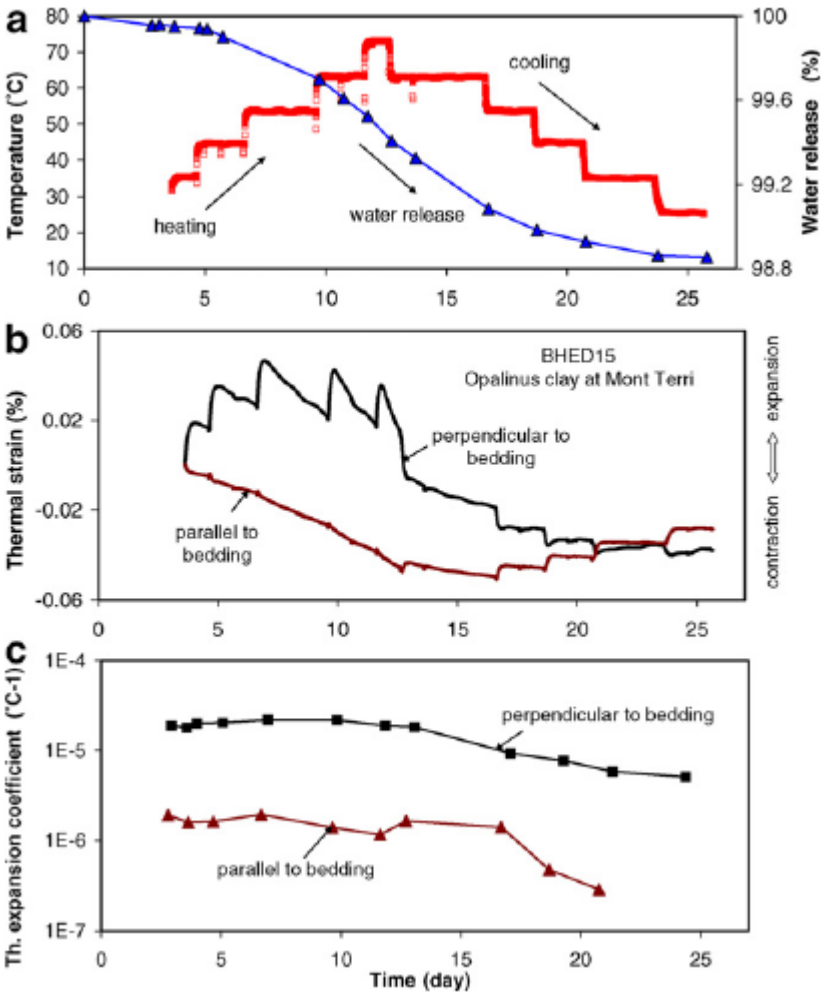 a
80
70
60
50
40
30
20
10
Temperature (°C)
100
99.6
99.2
98.8
Water release (%)
cooling
heating
water release
0 5 10 15 20 25
b
0.06
0.02
-0.02
-0.06
Thermal strain (%)
BHED15
Opalinus clay at Mont Terri
perpendicular to
bedding
parallel to
bedding
contraction
expansion
0 5 10 15 20 25
c
1E-4
1E-5
1E-6
1E-7
Th. expansion coefficient (°C-1)
perpendicular to bedding
parallel to bedding
0 5 10 15 20 25
Time (day)